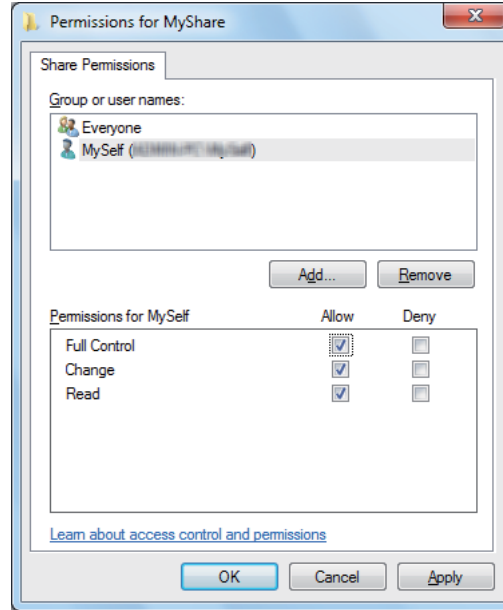 Permissions for MyShare
Share Permissions
Group or user names:
Everyone
MySelf (
Add... Remove
Permissions for MySelf Allow Deny
Full Control
Change
Read
Learn about access control and permissions
OK Cancel Apply